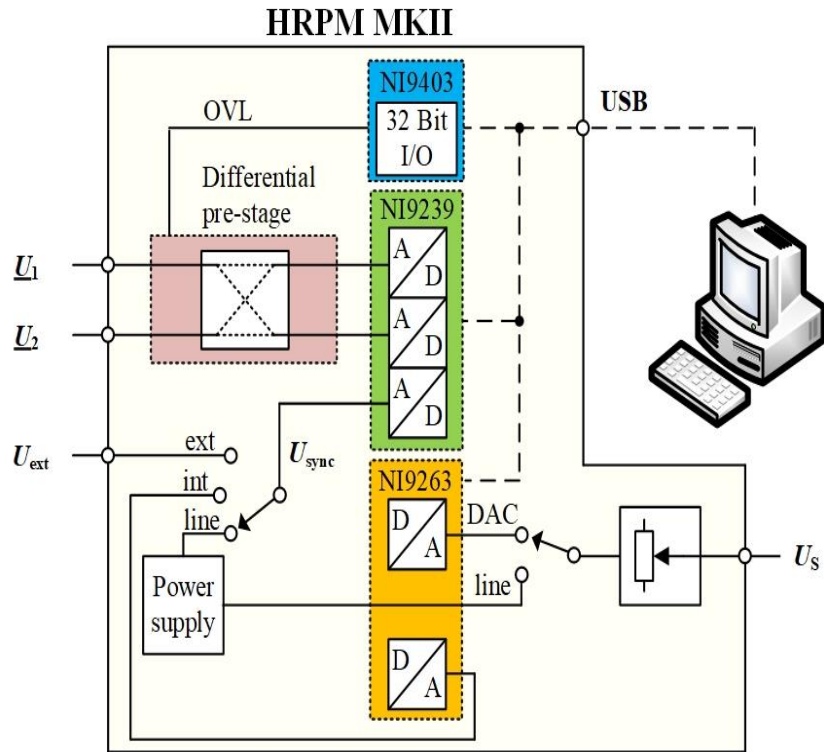 HRPM MKII
NI9403
32 Bit
I/O
OVL
USB
Differential
pre-stage
NI9239
A
D
A
D
A
D
U1
U2
Uext
ext
int
line
Usync
NI9263
D
A
DAC
line
US
Power
supply
D
A